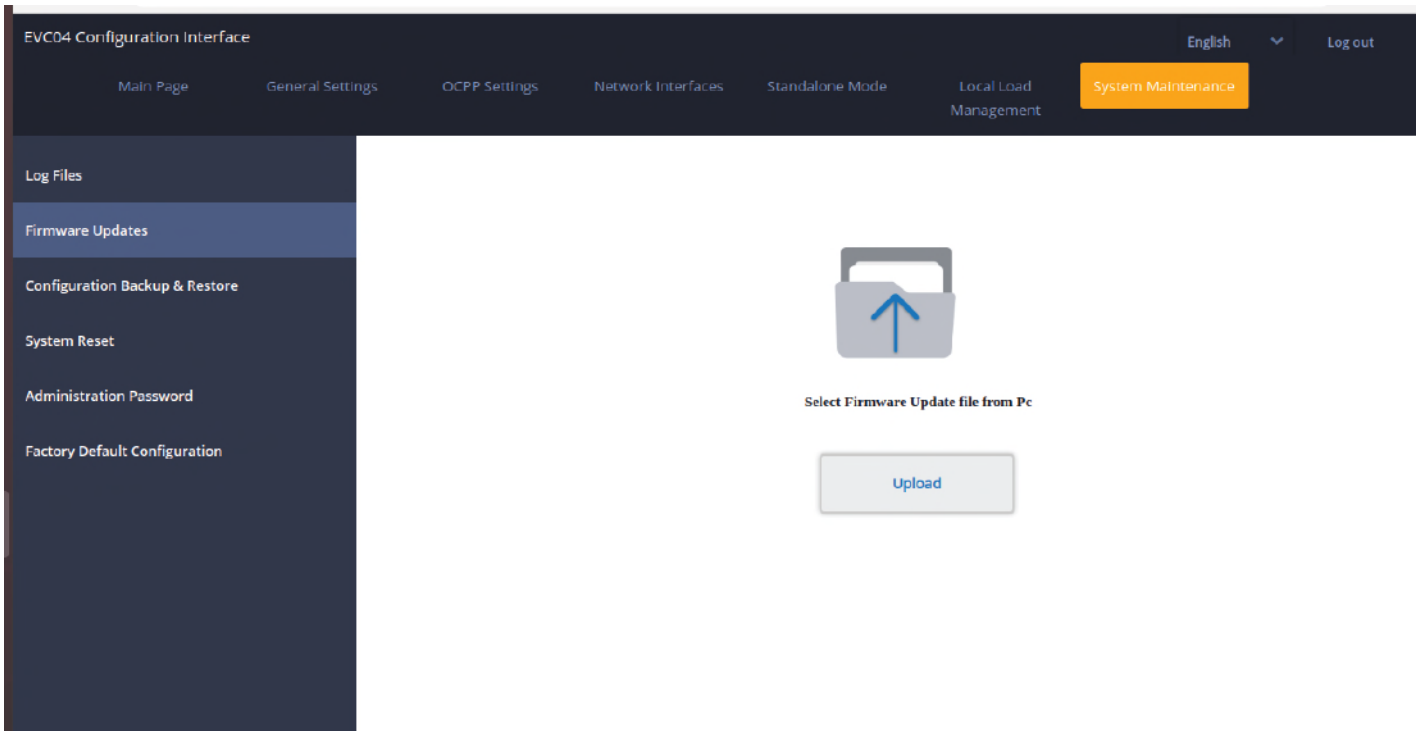 EVC04 Configuration Interface
English
Log out
Main Page
General Settings
OCPP Settings
Network Interfaces
Standalone Mode
Local Load
Management
System Maintenance
Log Files
Firmware Updates
Configuration Backup & Restore
System Reset
Administration Password
Factory Default Configuration
Select Firmware Update file from Pc
Upload